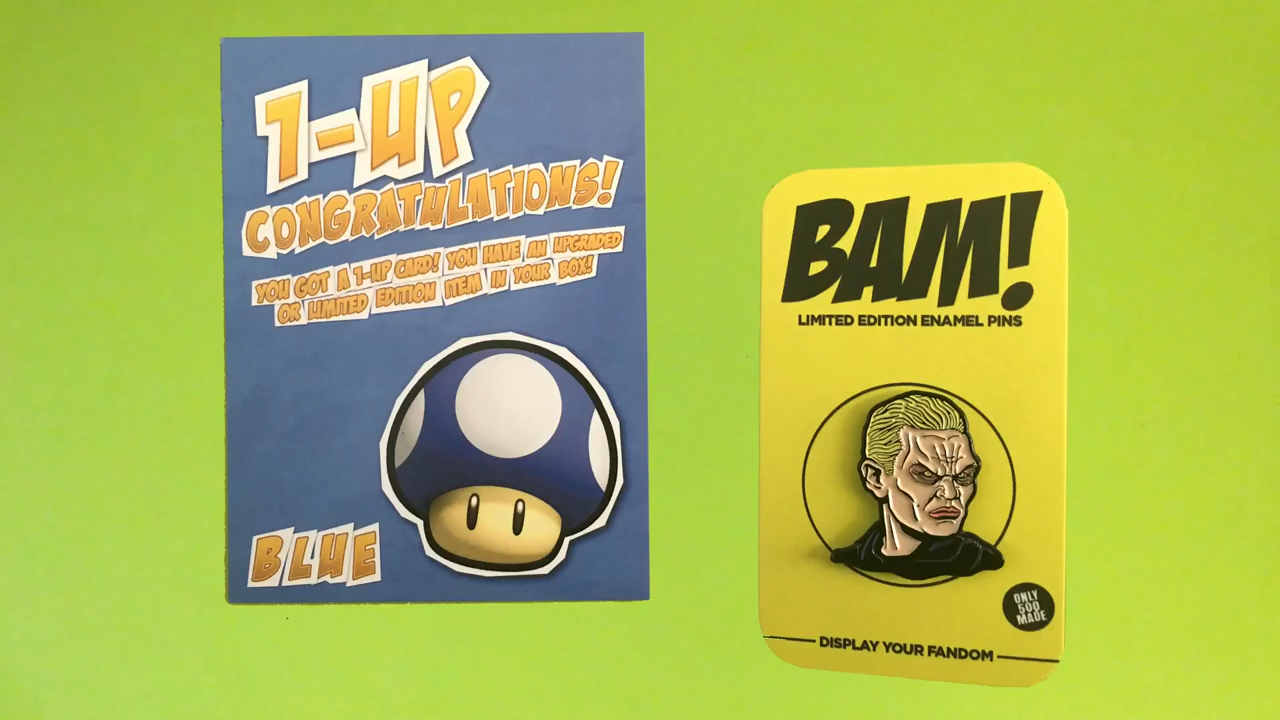 1-UP
CONGRATULATIONS!
YOU GOT A 1-UP CARD! YOU HAVE AN UPGRADED
OR LIMITED EDITION ITEM IN YOUR BOX!
BLUE
BAM!
LIMITED EDITION ENAMEL PINS
ONLY
500
MADE
DISPLAY YOUR FANDOM